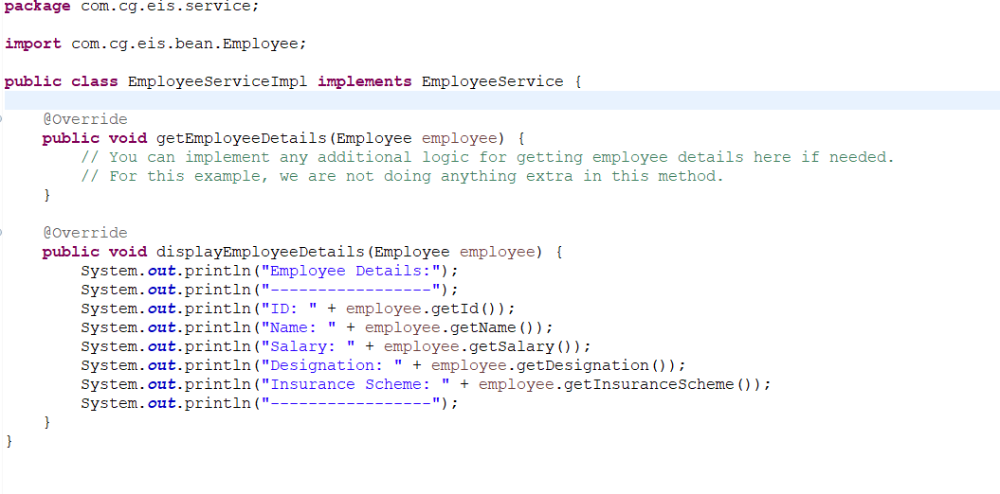 package com.cg.eis.service;
import com.cg.eis.bean.Employee;
public class EmployeeServiceImpl implements EmployeeService {
@Override
public void getEmployeeDetails(Employee employee) {
// You can implement any additional logic for getting employee details here if needed.
// For this example, we are not doing anything extra in this method.
}
@Override
public void displayEmployeeDetails(Employee employee) {
System.out.println("Employee Details:");
System.out.println("-----------------");
System.out.println("ID: " + employee.getId());
System.out.println("Name: " + employee.getName());
System.out.println("Salary: " + employee.getSalary());
System.out.println("Designation: " + employee.getDesignation());
System.out.println("Insurance Scheme: " + employee.getInsuranceScheme());
System.out.println("-----------------");
}
}